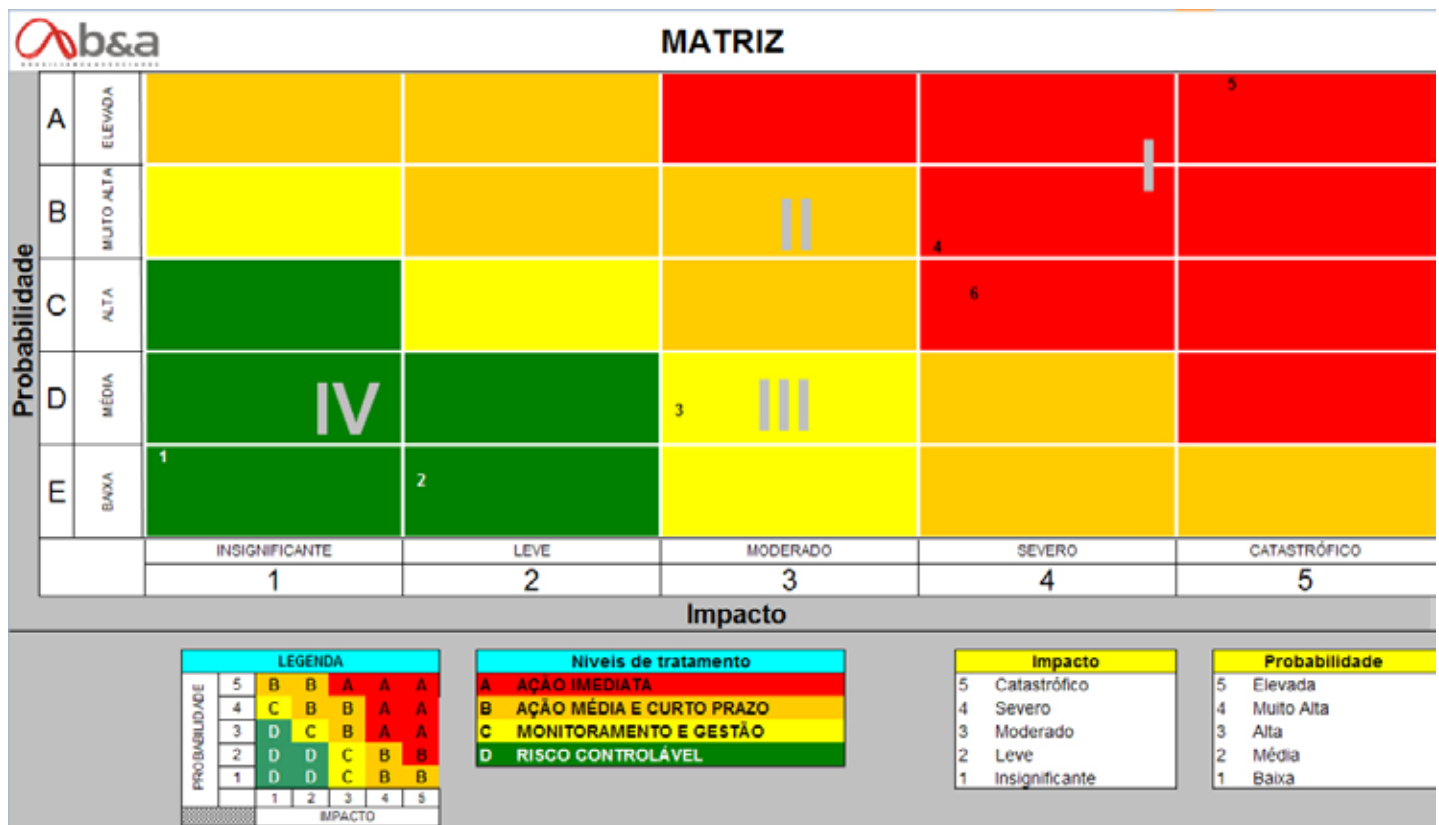 b&a
BRASILIANO&ASSOCIADOS
MATRIZ
Probabilidade
A ELEVADA
5
I
B MUITO ALTA
II
4
C ALTA
6
D MÉDIA
IV
3
III
E BAIXA
1
2
INSIGNIFICANTE LEVE MODERADO SEVERO CATASTRÓFICO
1 2 3 4 5
Impacto
LEGENDA
PROBABILIDADE
5 B B A A A
4 C B B A A
3 D C B A A
2 D D C B B
1 D D C B B
1 2 3 4 5
IMPACTO
Níveis de tratamento
A AÇÃO IMEDIATA
B AÇÃO MÉDIA E CURTO PRAZO
C MONITORAMENTO E GESTÃO
D RISCO CONTROLÁVEL
Impacto
5 Catastrófico
4 Severo
3 Moderado
2 Leve
1 Insignificante
Probabilidade
5 Elevada
4 Muito Alta
3 Alta
2 Média
1 Baixa